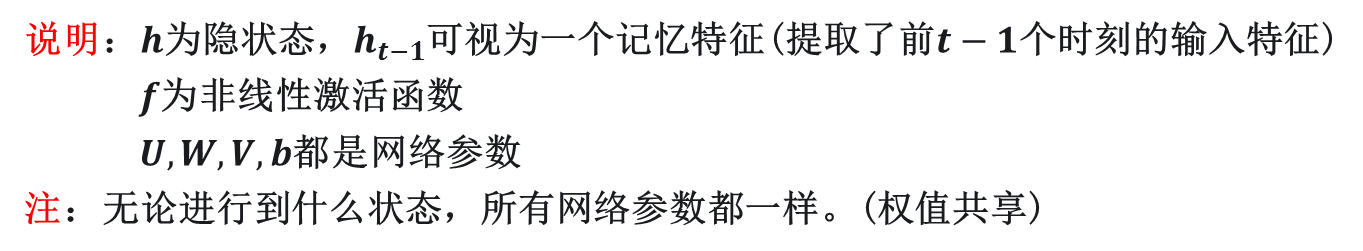 说明：h为隐状态，h_{t-1}可视为一个记忆特征(提取了前t − 1个时刻的输入特征)
f为非线性激活函数
U,W,V,b都是网络参数
注：无论进行到什么状态，所有网络参数都一样。(权值共享)